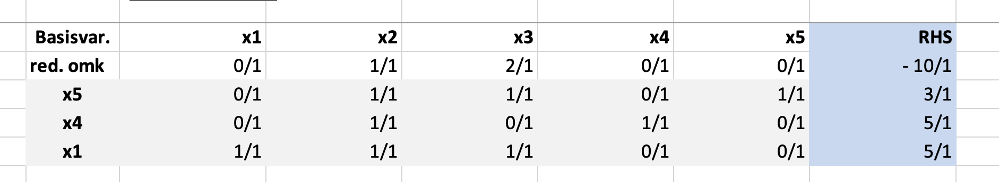 Basisvar. x1 x2 x3 x4 x5 RHS
red. omk 0/1 1/1 2/1 0/1 0/1 - 10/1
x5 0/1 1/1 1/1 0/1 1/1 3/1
x4 0/1 1/1 0/1 1/1 0/1 5/1
x1 1/1 1/1 1/1 0/1 0/1 5/1